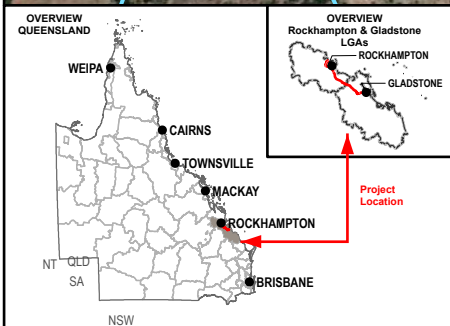 OVERVIEW
QUEENSLAND
WEIPA
CAIRNS
TOWNSVILLE
MACKAY
ROCKHAMPTON
BRISBANE
NT
QLD
SA
NSW
OVERVIEW
Rockhampton & Gladstone
LGAs
ROCKHAMPTON
GLADSTONE
Project
Location